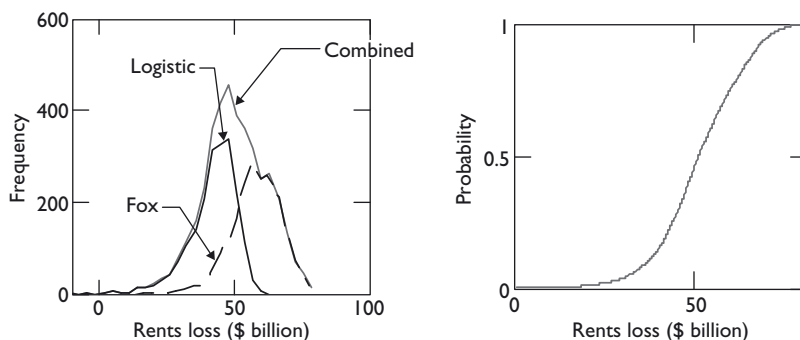 600
400
200
0
Frequency
Logistic
Combined
Fox
0
50
100
Rents loss ($ billion)
1
0.5
0
Probability
0
50
Rents loss ($ billion)